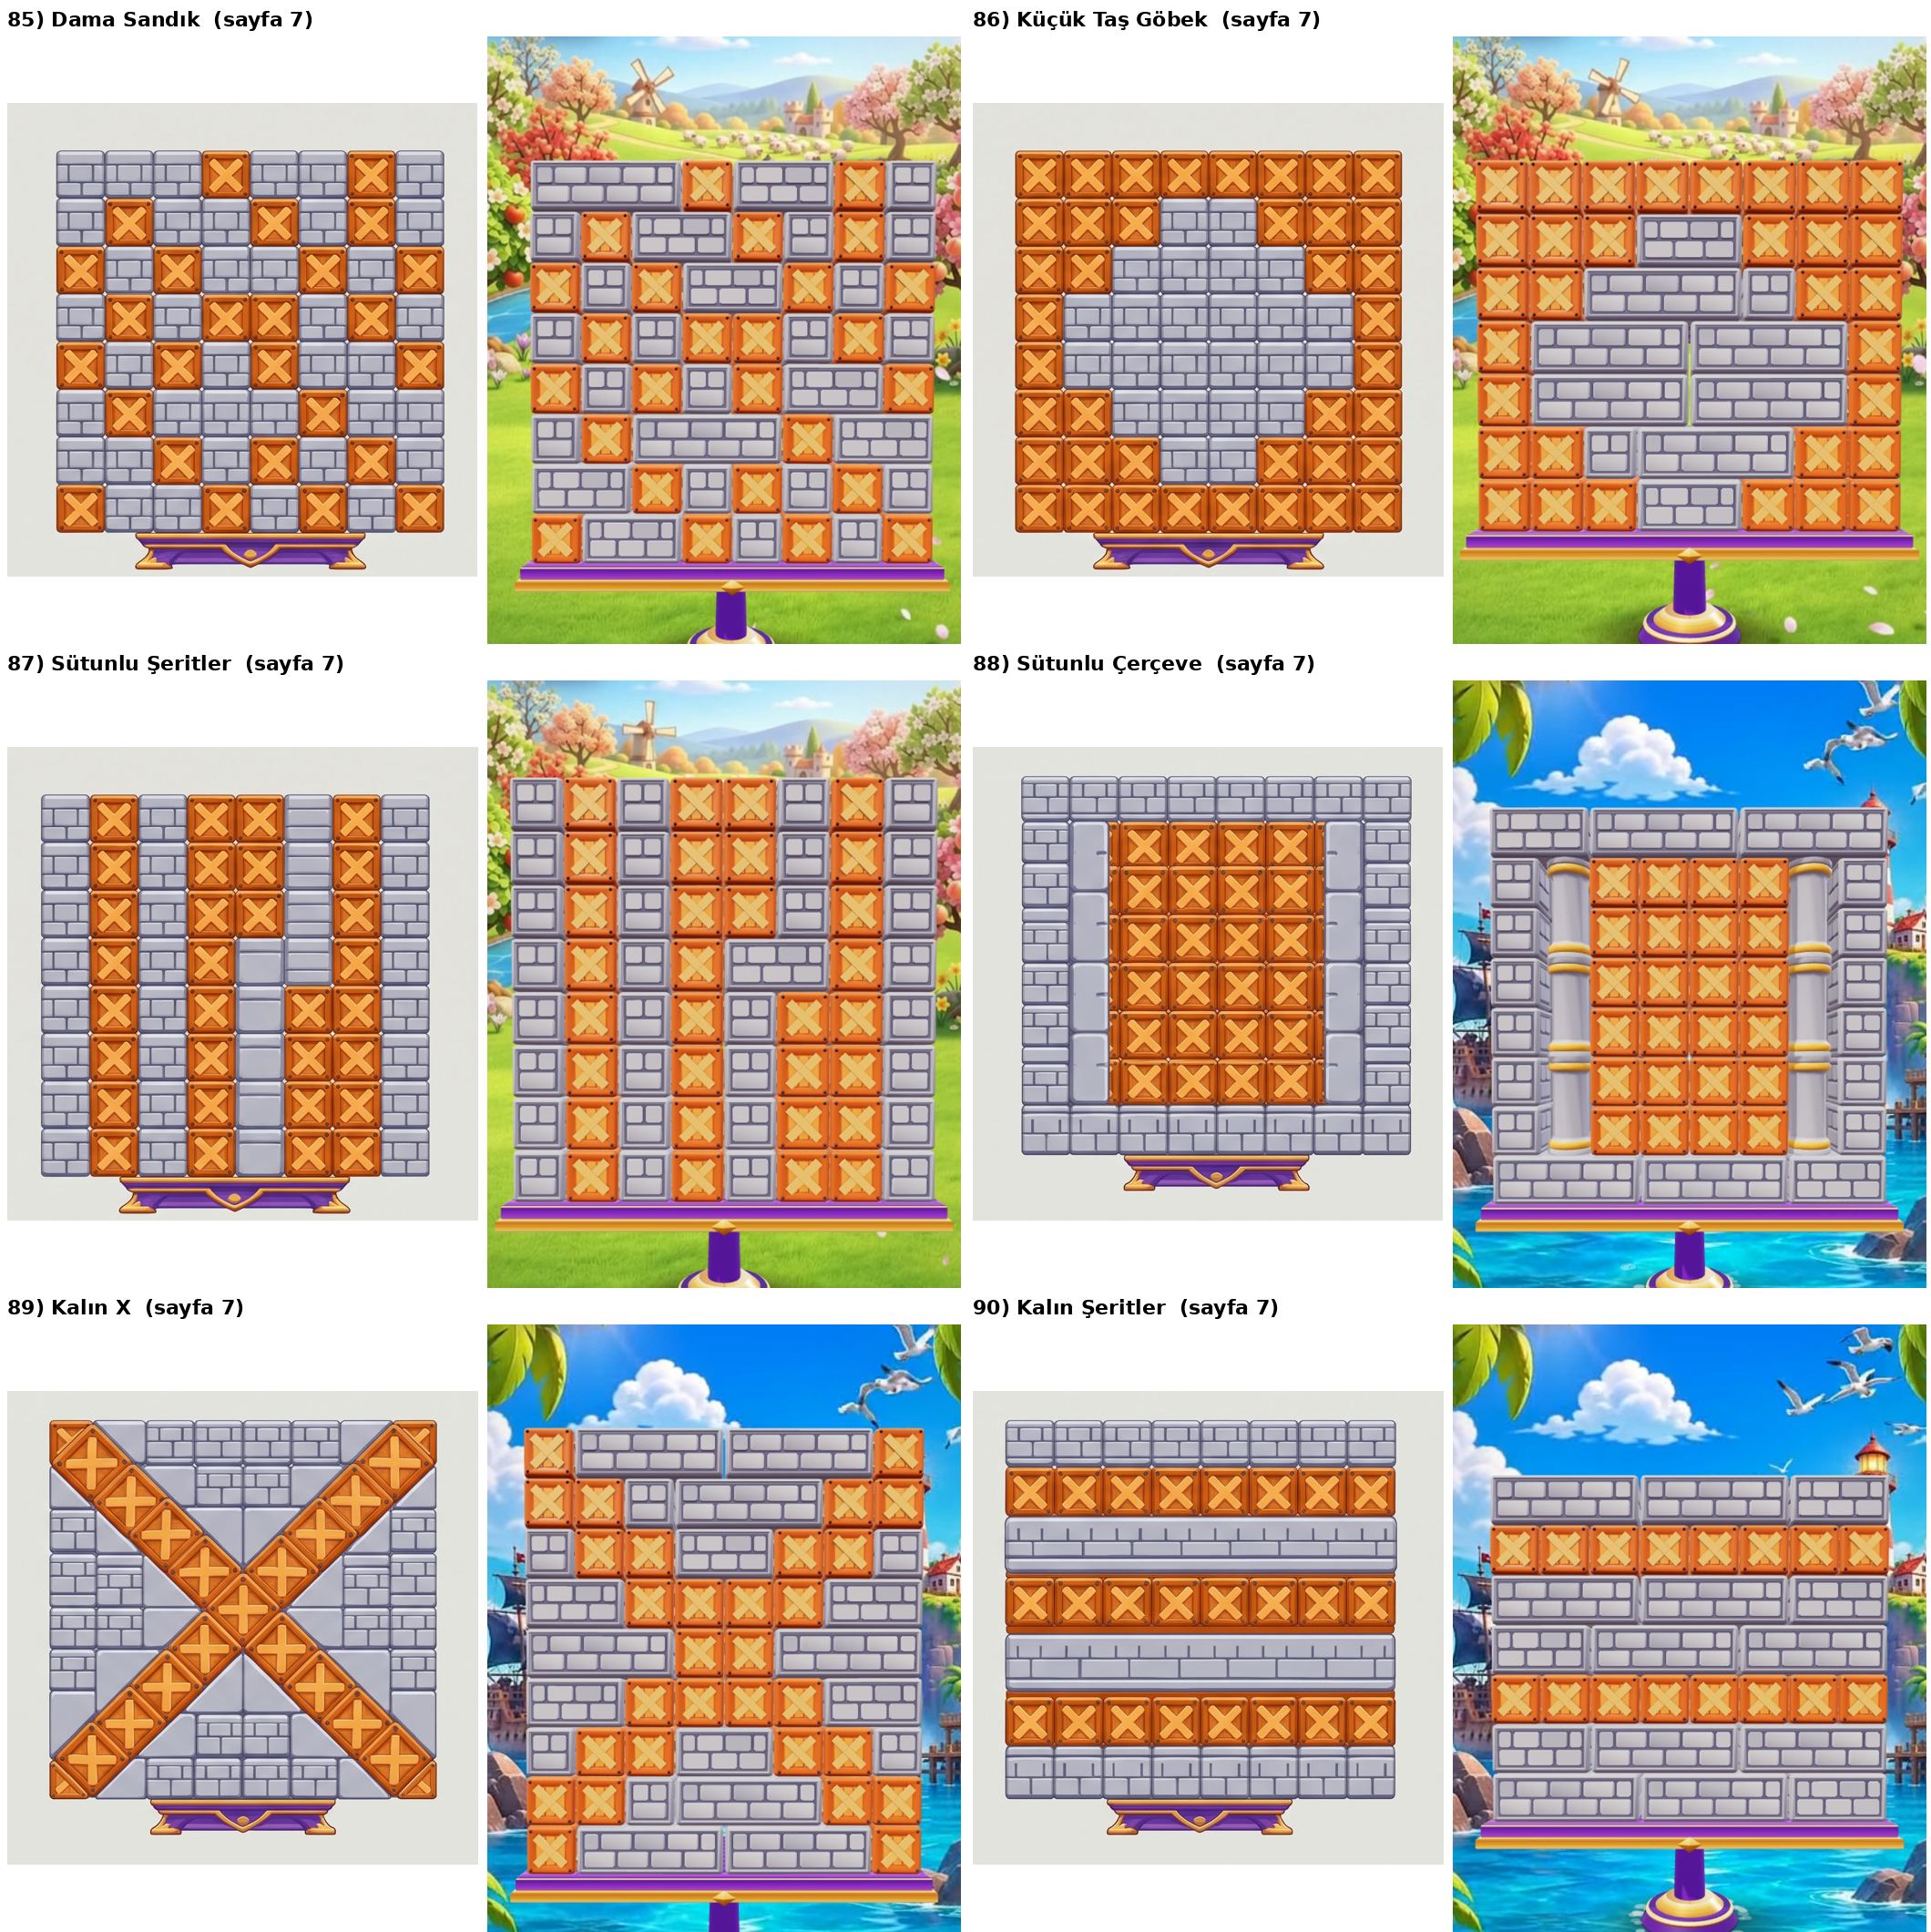 85) Dama Sandık  (sayfa 7)
86) Küçük Taş Göbek  (sayfa 7)
87) Sütunlu Şeritler  (sayfa 7)
88) Sütunlu Çerçeve  (sayfa 7)
89) Kalın X  (sayfa 7)
90) Kalın Şeritler  (sayfa 7)